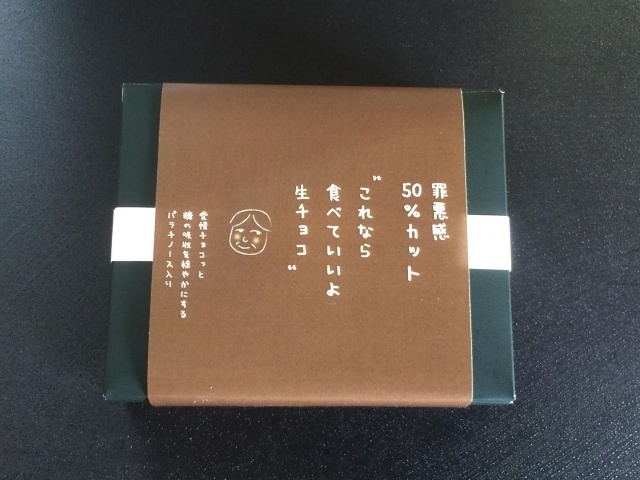 罪悪感
50%カット
"これなら
食べていいよ
生チョコ"
愛情チョコっと
糖の吸収を穏やかにする
パラチノース入り